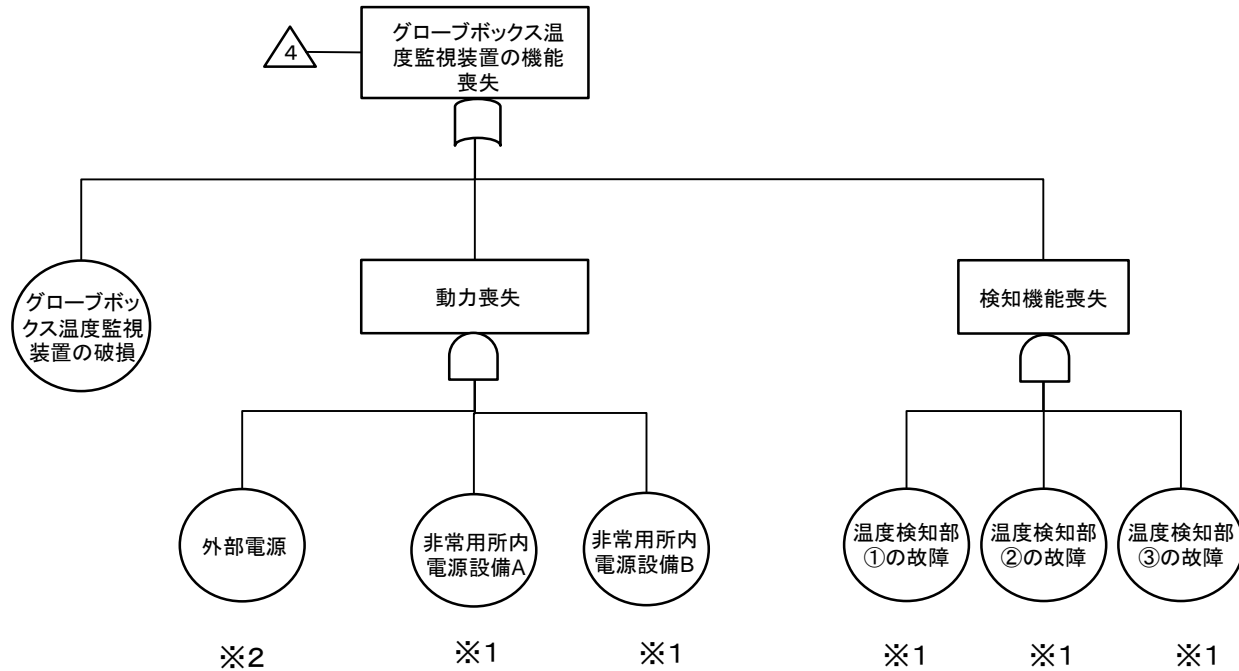 4
グローブボックス温
度監視装置の機能
喪失
グローブボッ
クス温度監視
装置の破損
動力喪失
検知機能喪失
外部電源
非常用所内
電源設備A
非常用所内
電源設備B
温度検知部
①の故障
温度検知部
②の故障
温度検知部
③の故障
※2
※1
※1
※1
※1
※1